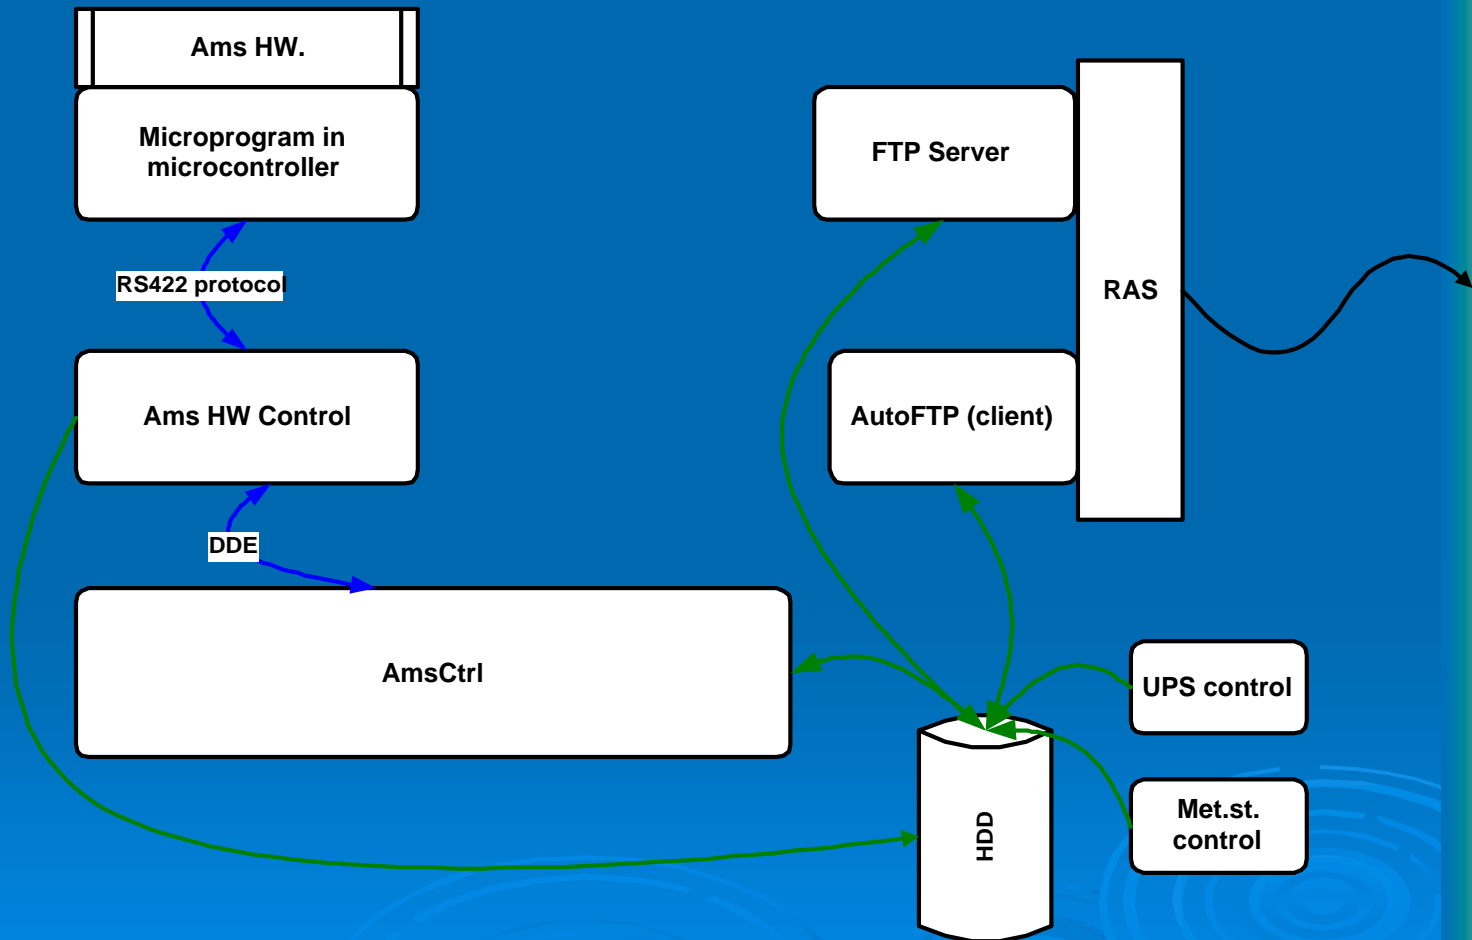 Ams HW.
Microprogram in
microcontroller
RS422 protocol
Ams HW Control
DDE
AmsCtrl
FTP Server
RAS
AutoFTP (client)
UPS control
Met.st.
control
HDD